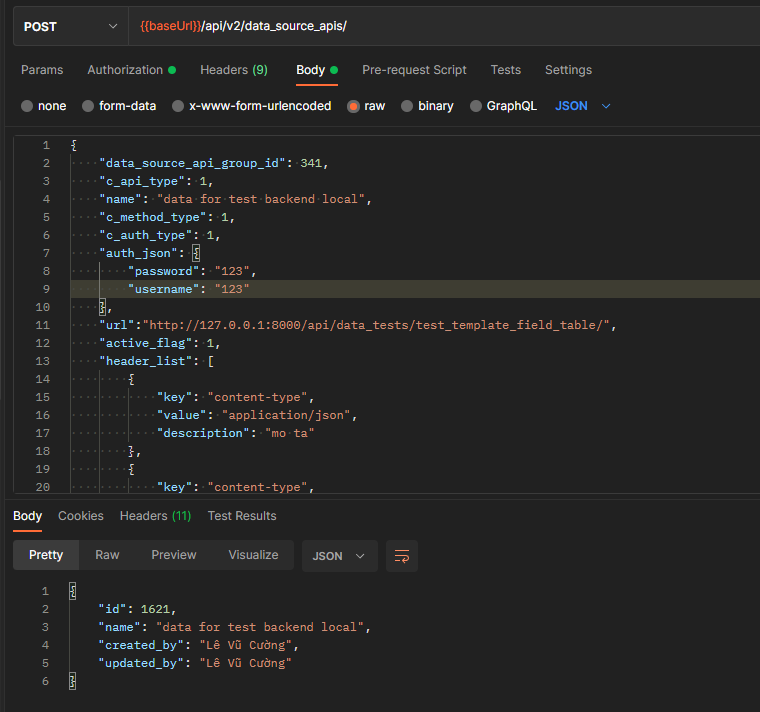 POST {{baseUrl}}/api/v2/data_source_apis/
Params Authorization Headers (9) Body Pre-request Script Tests Settings
none form-data x-www-form-urlencoded raw binary GraphQL JSON
1 {
2 "data_source_api_group_id": 341,
3 "c_api_type": 1,
4 "name": "data for test backend local",
5 "c_method_type": 1,
6 "c_auth_type": 1,
7 "auth_json": {
8 "password": "123",
9 "username": "123"
10 },
11 "url":"http://127.0.0.1:8000/api/data_tests/test_template_field_table/",
12 "active_flag": 1,
13 "header_list": [
14 {
15 "key": "content-type",
16 "value": "application/json",
17 "description": "mo ta"
18 },
19 {
20 "key": "content-type",
Body Cookies Headers (11) Test Results
Pretty Raw Preview Visualize JSON
1 {
2 "id": 1621,
3 "name": "data for test backend local",
4 "created_by": "Lê Vũ Cường",
5 "updated_by": "Lê Vũ Cường"
6 }